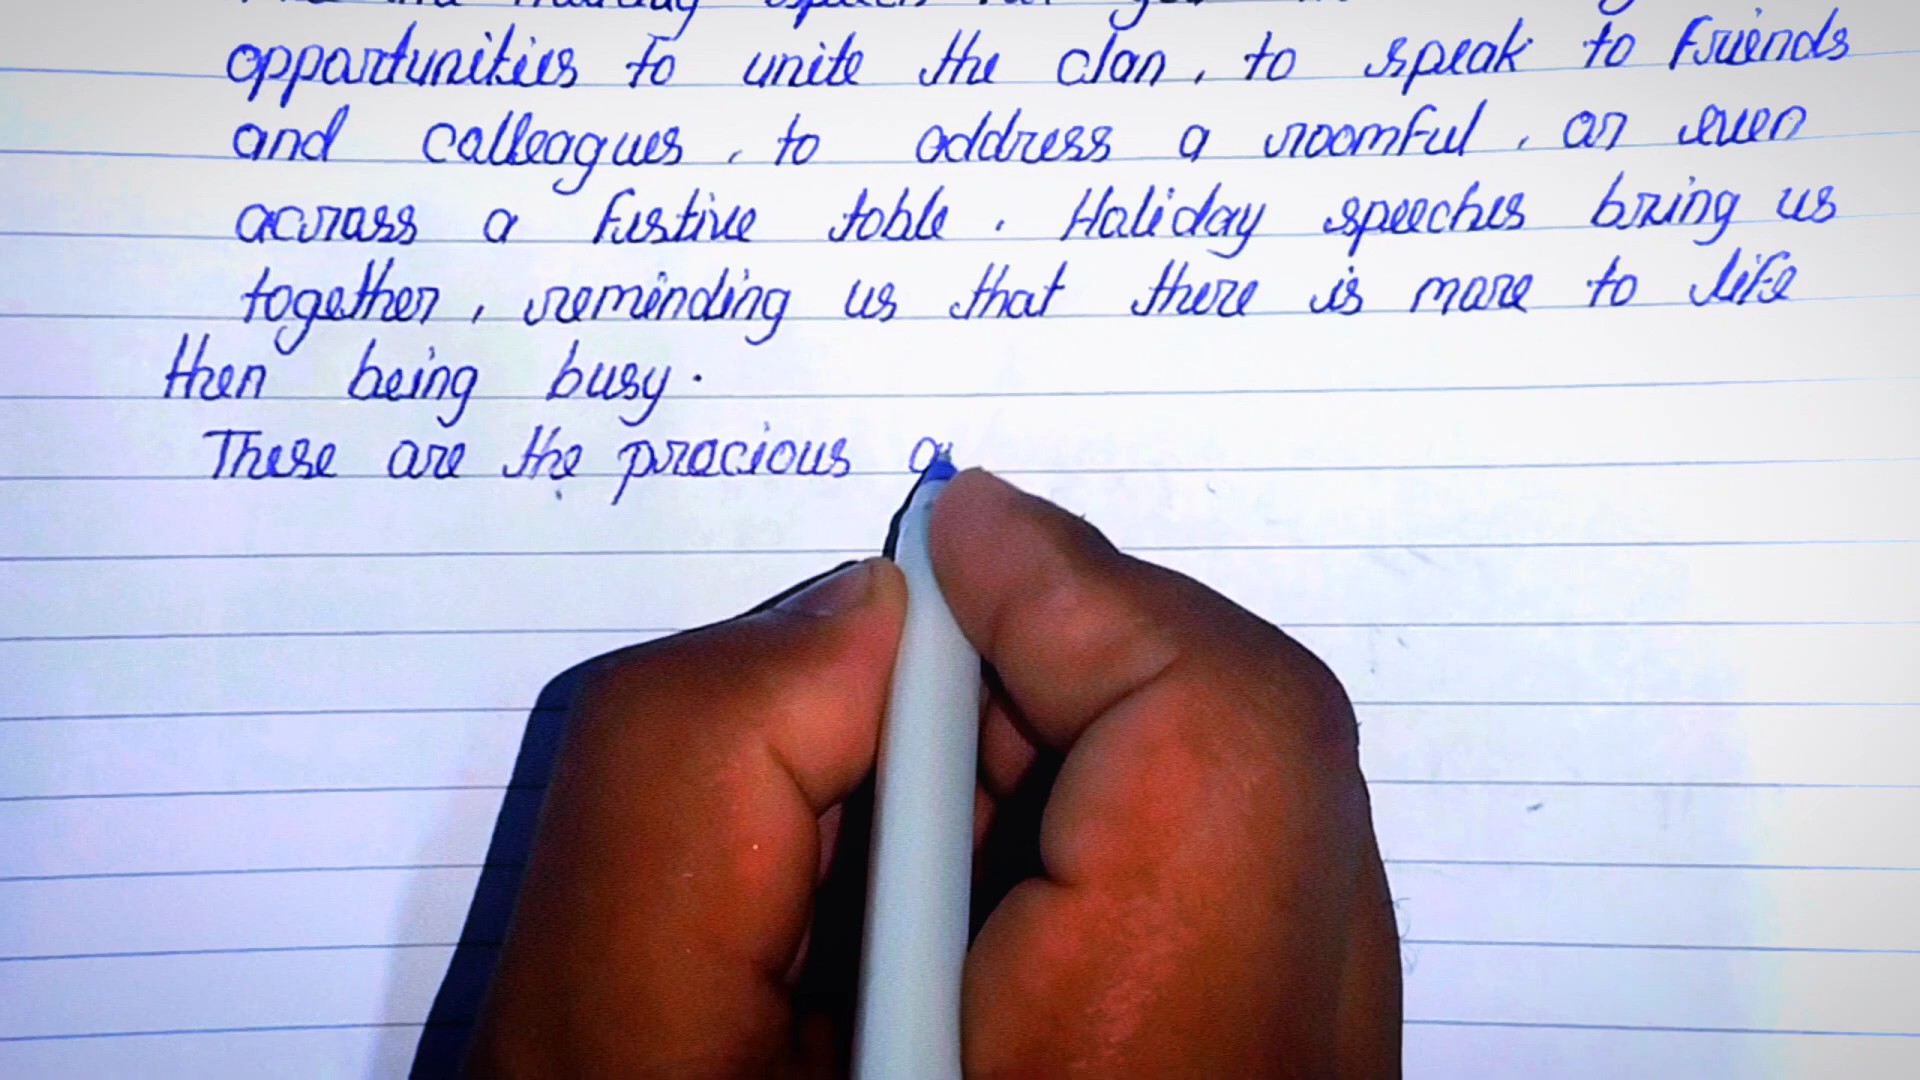 opportunities to unite the clan, to speak to friends
and colleagues, to address a roomful, or even
across a festive table. Holiday speeches bring us
together, reminding us that there is more to life
then being busy.
These are the pracious